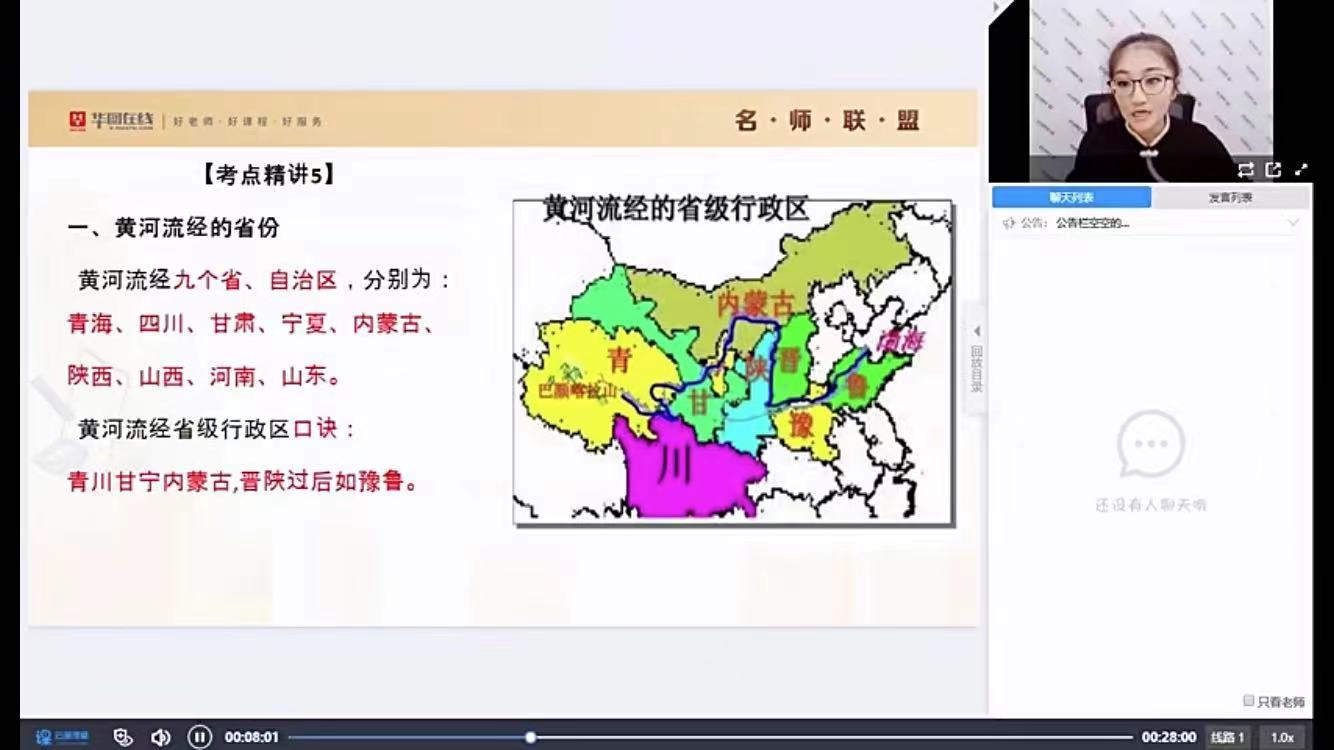 华图在线 | 好老师·好课程·好服务
名·师·联·盟
【考点精讲5】
一、黄河流经的省份
黄河流经九个省、自治区，分别为：
青海、四川、甘肃、宁夏、内蒙古、
陕西、山西、河南、山东。
黄河流经省级行政区口诀：
青川甘宁内蒙古,晋陕过后如豫鲁。
黄河流经的省级行政区
内蒙古
渤海
青
陕
晋
巴颜喀拉山
甘
鲁
豫
川
回放目录
聊天列表
发言列表
公告：
公告栏空空的...
还没有人聊天哦
只看老师
00:08:01
00:28:00
线路 1
1.0x